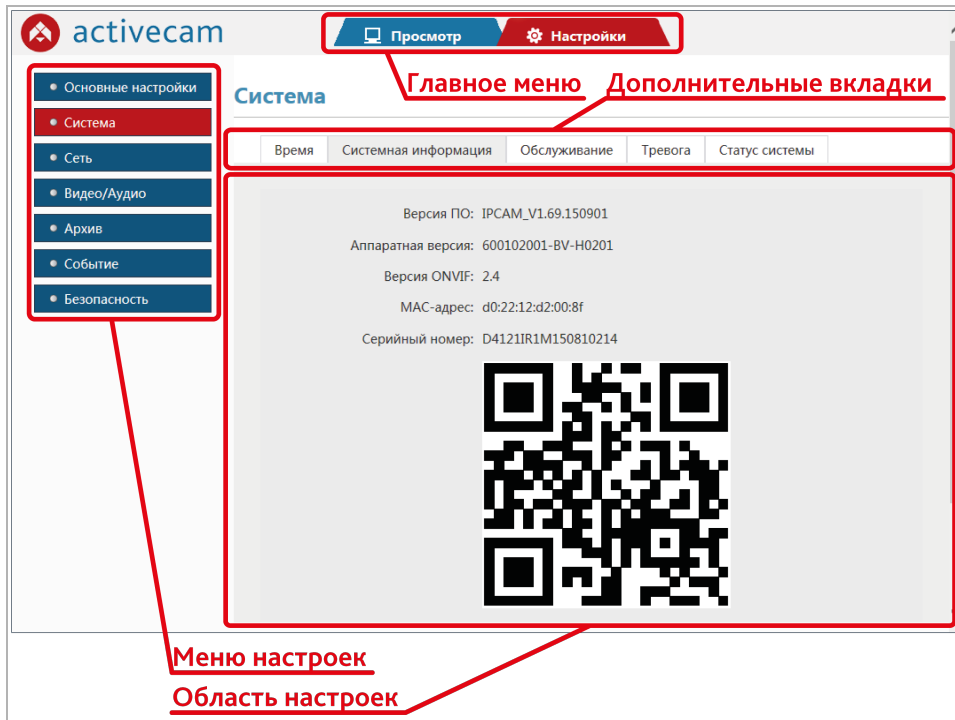 activecam
Просмотр
Настройки
Главное меню
Дополнительные вкладки
Основные настройки
Система
Сеть
Видео/Аудио
Архив
Событие
Безопасность
Система
Время Системная информация Обслуживание Тревога Статус системы
Версия ПО: IPCAM_V1.69.150901
Аппаратная версия: 600102001-BV-H0201
Версия ONVIF: 2.4
MAC-адрес: d0:22:12:d2:00:8f
Серийный номер: D4121IR1M150810214
Меню настроек
Область настроек